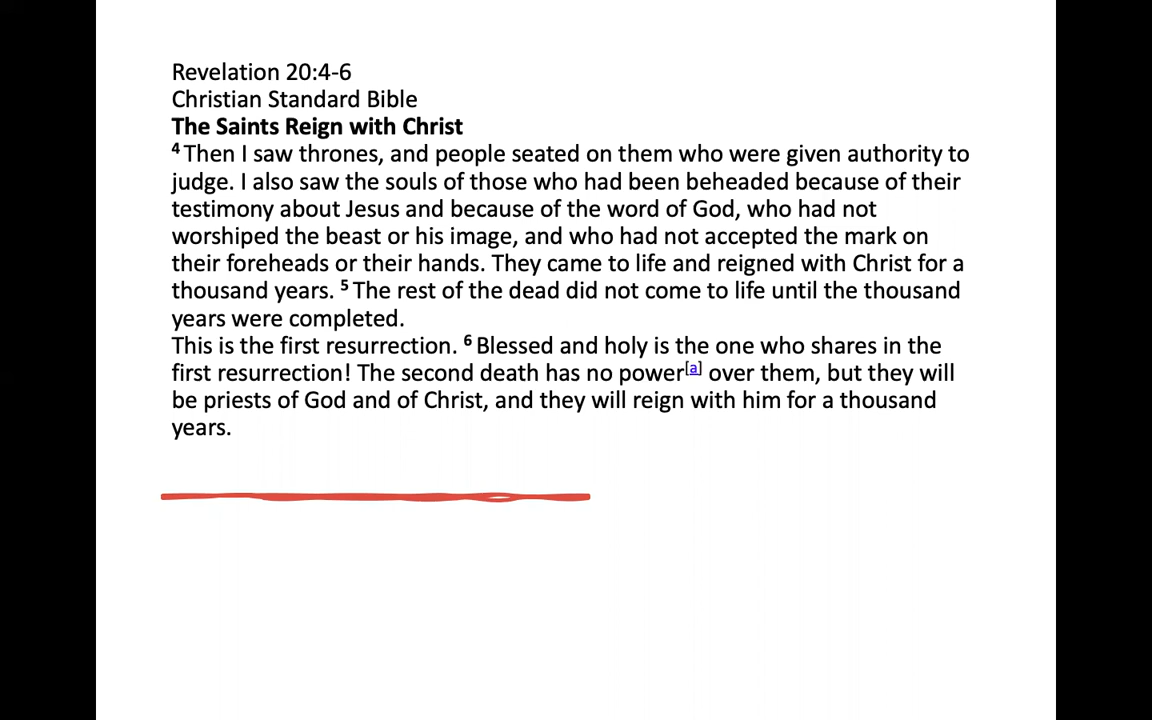 Revelation 20:4-6
Christian Standard Bible
The Saints Reign with Christ
4 Then I saw thrones, and people seated on them who were given authority to
judge. I also saw the souls of those who had been beheaded because of their
testimony about Jesus and because of the word of God, who had not
worshiped the beast or his image, and who had not accepted the mark on
their foreheads or their hands. They came to life and reigned with Christ for a
thousand years. 5 The rest of the dead did not come to life until the thousand
years were completed.
This is the first resurrection. 6 Blessed and holy is the one who shares in the
first resurrection! The second death has no power[a] over them, but they will
be priests of God and of Christ, and they will reign with him for a thousand
years.